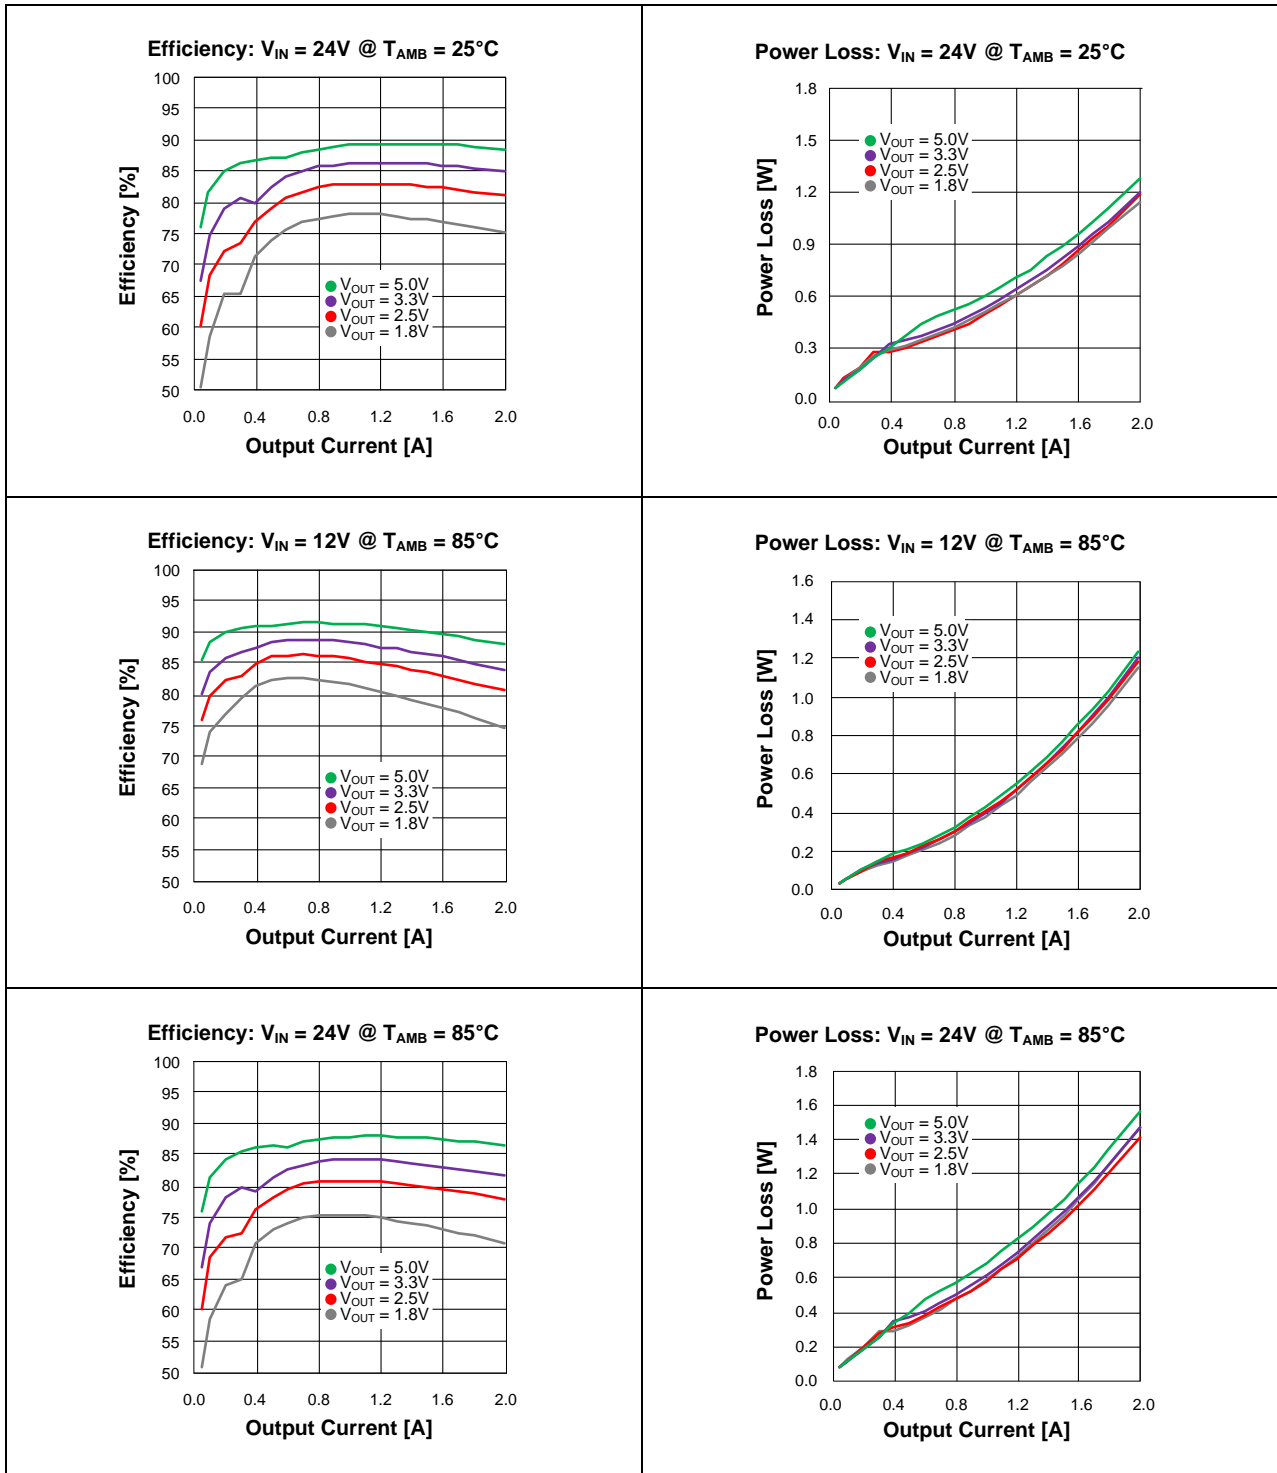 Efficiency: VIN = 24V @ TAMB = 25°C
100
95
90
85
80
75
70
65
60
55
50
Efficiency [%]
VOUT = 5.0V
VOUT = 3.3V
VOUT = 2.5V
VOUT = 1.8V
0.0 0.4 0.8 1.2 1.6 2.0
Output Current [A]
Power Loss: VIN = 24V @ TAMB = 25°C
1.8
1.5
1.2
0.9
0.6
0.3
0.0
Power Loss [W]
VOUT = 5.0V
VOUT = 3.3V
VOUT = 2.5V
VOUT = 1.8V
0.0 0.4 0.8 1.2 1.6 2.0
Output Current [A]
Efficiency: VIN = 12V @ TAMB = 85°C
100
95
90
85
80
75
70
65
60
55
50
Efficiency [%]
VOUT = 5.0V
VOUT = 3.3V
VOUT = 2.5V
VOUT = 1.8V
0.0 0.4 0.8 1.2 1.6 2.0
Output Current [A]
Power Loss: VIN = 12V @ TAMB = 85°C
1.6
1.4
1.2
1.0
0.8
0.6
0.4
0.2
0.0
Power Loss [W]
VOUT = 5.0V
VOUT = 3.3V
VOUT = 2.5V
VOUT = 1.8V
0.0 0.4 0.8 1.2 1.6 2.0
Output Current [A]
Efficiency: VIN = 24V @ TAMB = 85°C
100
95
90
85
80
75
70
65
60
55
50
Efficiency [%]
VOUT = 5.0V
VOUT = 3.3V
VOUT = 2.5V
VOUT = 1.8V
0.0 0.4 0.8 1.2 1.6 2.0
Output Current [A]
Power Loss: VIN = 24V @ TAMB = 85°C
1.8
1.6
1.4
1.2
1.0
0.8
0.6
0.4
0.2
0.0
Power Loss [W]
VOUT = 5.0V
VOUT = 3.3V
VOUT = 2.5V
VOUT = 1.8V
0.0 0.4 0.8 1.2 1.6 2.0
Output Current [A]